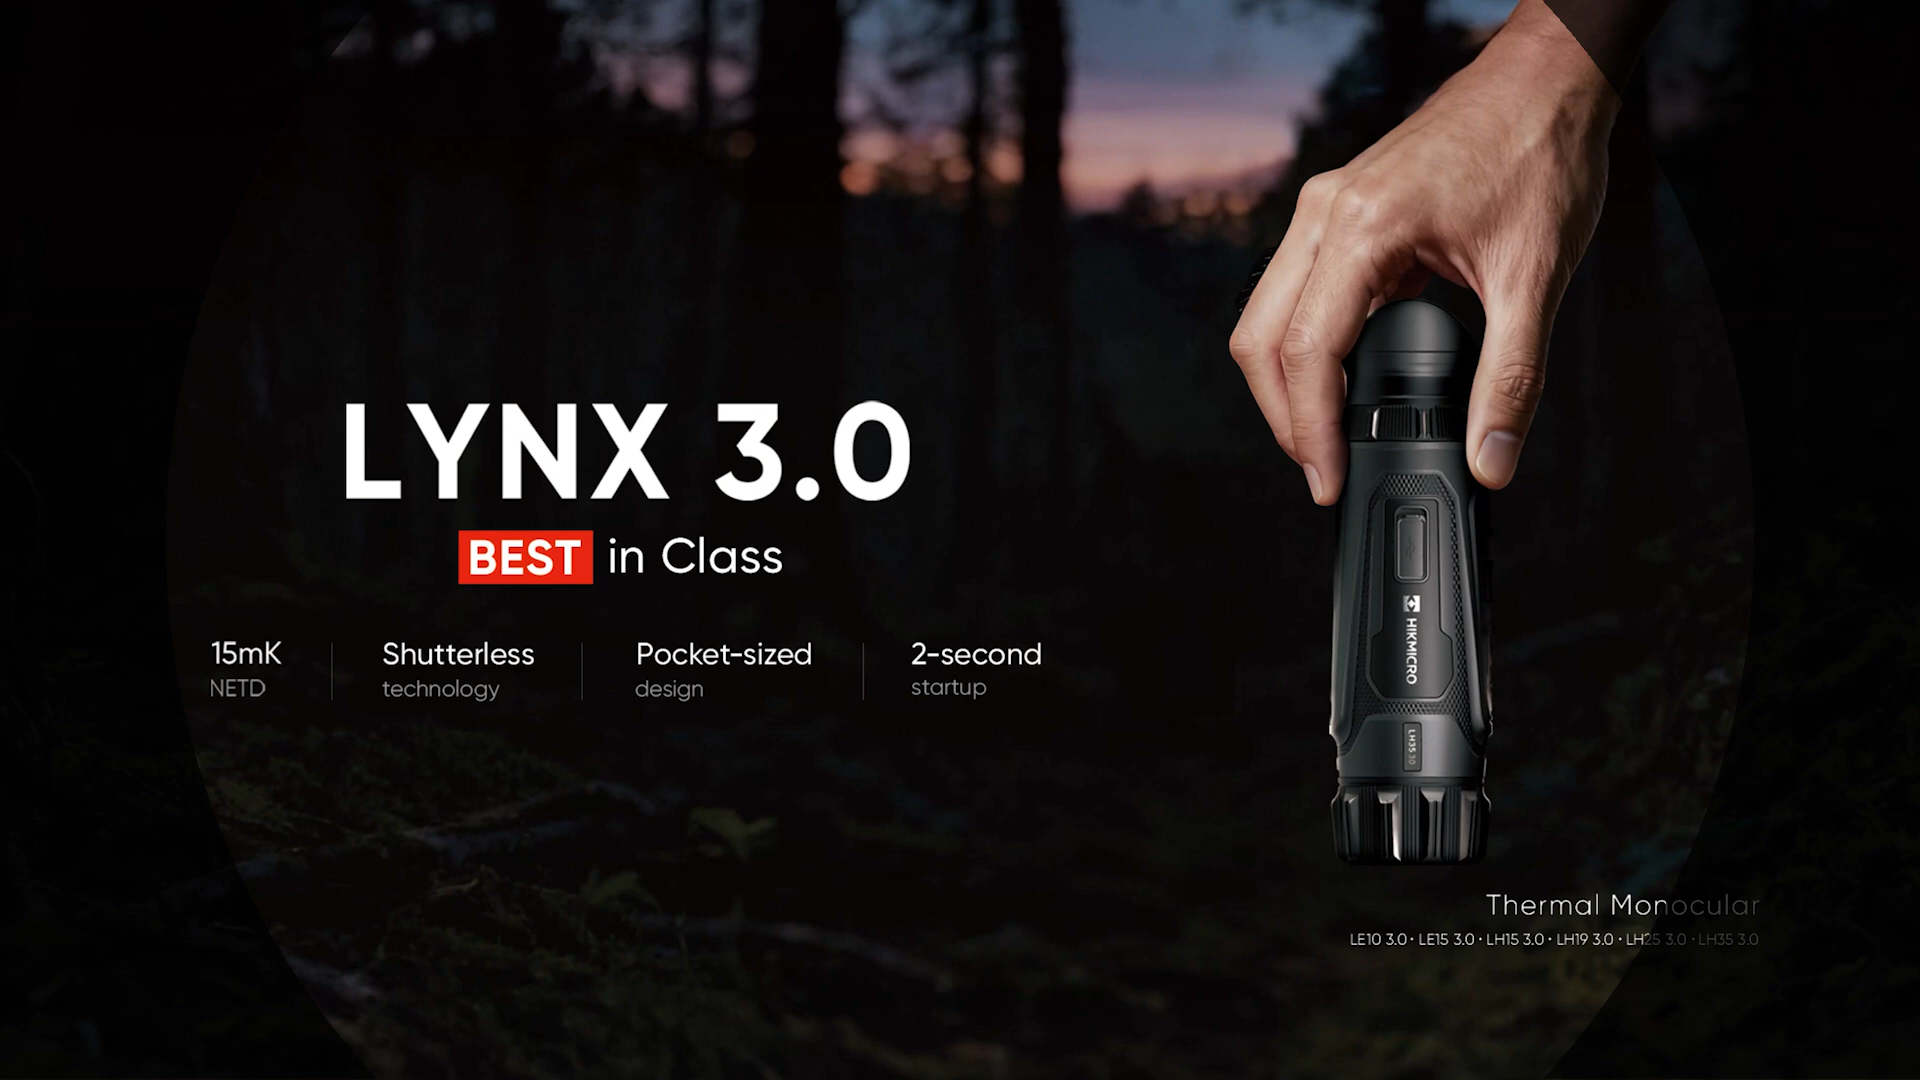 LYNX 3.0
BEST in Class
15mK
NETD
Shutterless
technology
Pocket-sized
design
2-second
startup
HIKMICRO
LH35 3.0
Thermal Monocular
LE10 3.0 · LE15 3.0 · LH15 3.0 · LH19 3.0 · LH25 3.0 · LH35 3.0